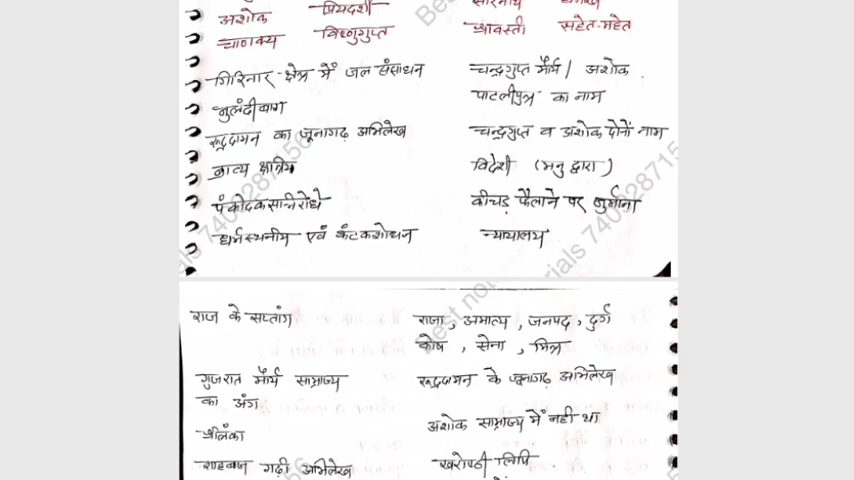 अशोक प्रियदर्शी
चाणक्य विष्णुगुप्त श्रावस्ती सहेत-महेत
गिरिनार क्षेत्र में जल संसाधन चन्द्रगुप्त मौर्य / अशोक
बुलंदीबाग पाटलीपुत्र का नाम
रूद्रदामन का जूनागढ़ अभिलेख चन्द्रगुप्त व अशोक दोनों नाम
व्रात्य क्षत्रिय विदेशी (मनु द्वारा)
पंकोदकसन्निरोधे कीचड़ फैलाने पर जुर्माना
धर्मस्थनीय एवं कंटकशोधन न्यायालय
राज के सप्तांग राजा, अमात्य, जनपद, दुर्ग
कोष, सेना, मित्र
गुजरात मौर्य साम्राज्य रूद्रदामन के जूनागढ़ अभिलेख
का अंग
श्रीलंका अशोक साम्राज्य में नही था
शाहबाज गढ़ी अभिलेख खरोष्ठी लिपि